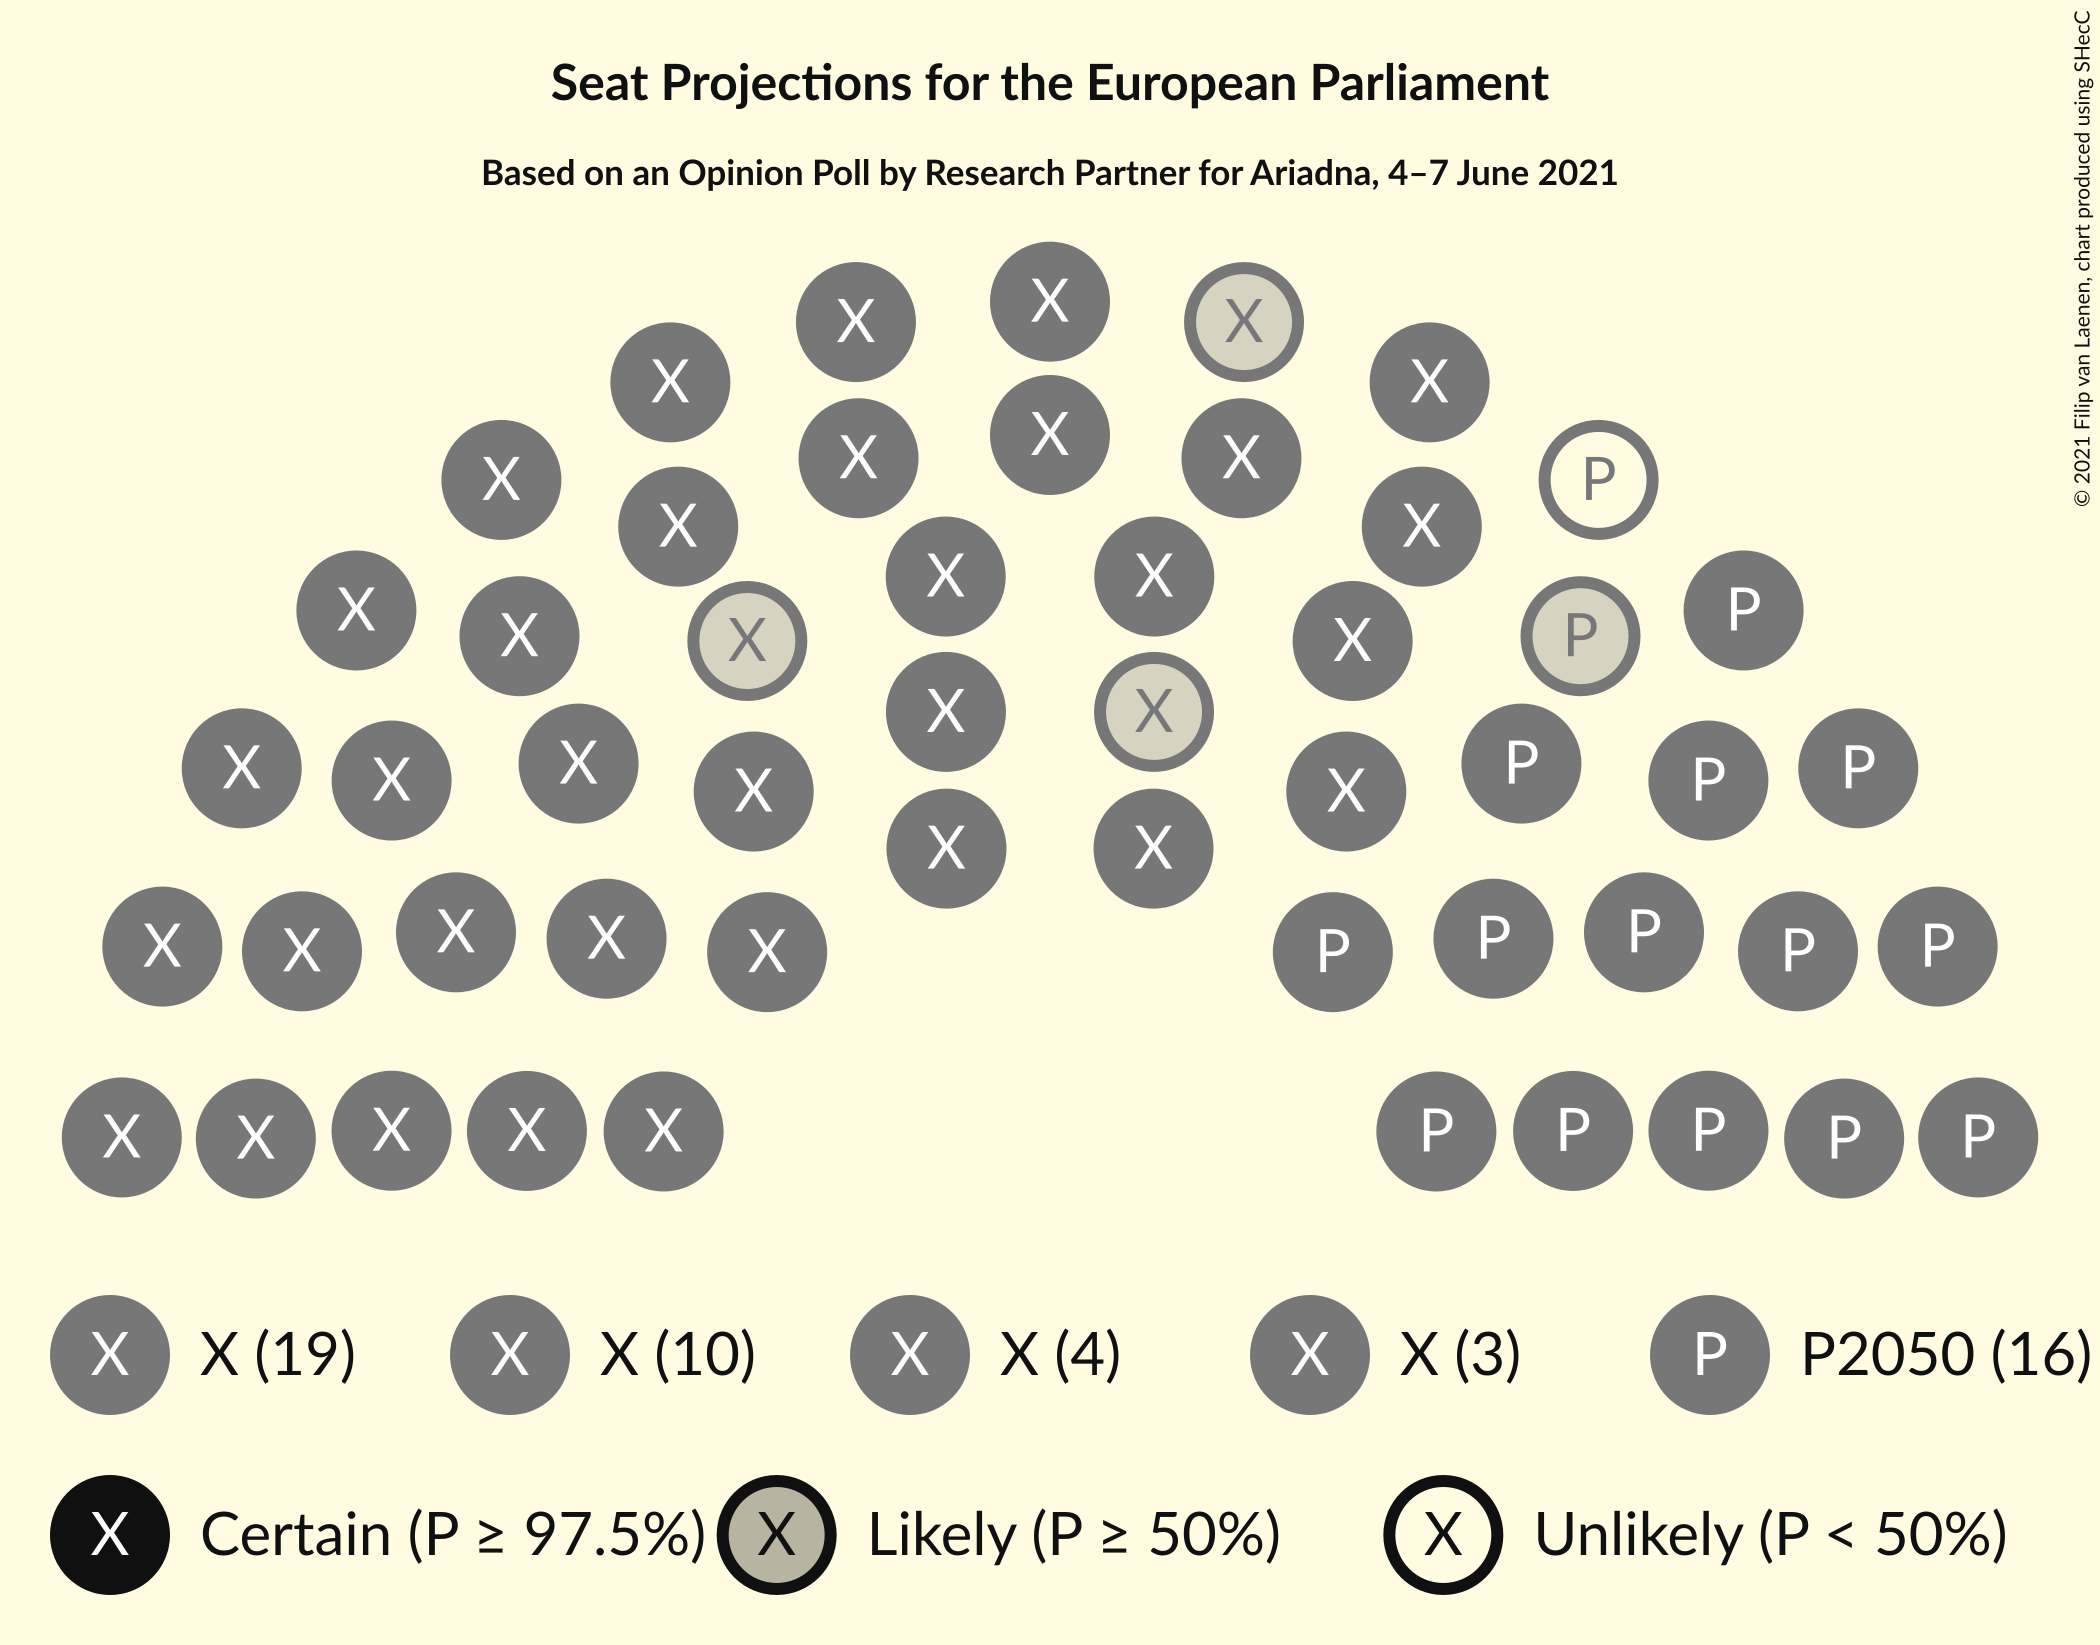 Seat Projections for the European Parliament
Based on an Opinion Poll by Research Partner for Ariadna, 4–7 June 2021
© 2021 Filip van Laenen, chart produced using SHecC
X
X X
X X
X X X
X P
X X
X X
X X P
X X P
X X
X X X P P P
X X
X X X X X P P P P P
X X X X X P P P P P
X X (19) X X (10) X X (4) X X (3) P P2050 (16)
X Certain (P ≥ 97.5%) X Likely (P ≥ 50%) X Unlikely (P < 50%)